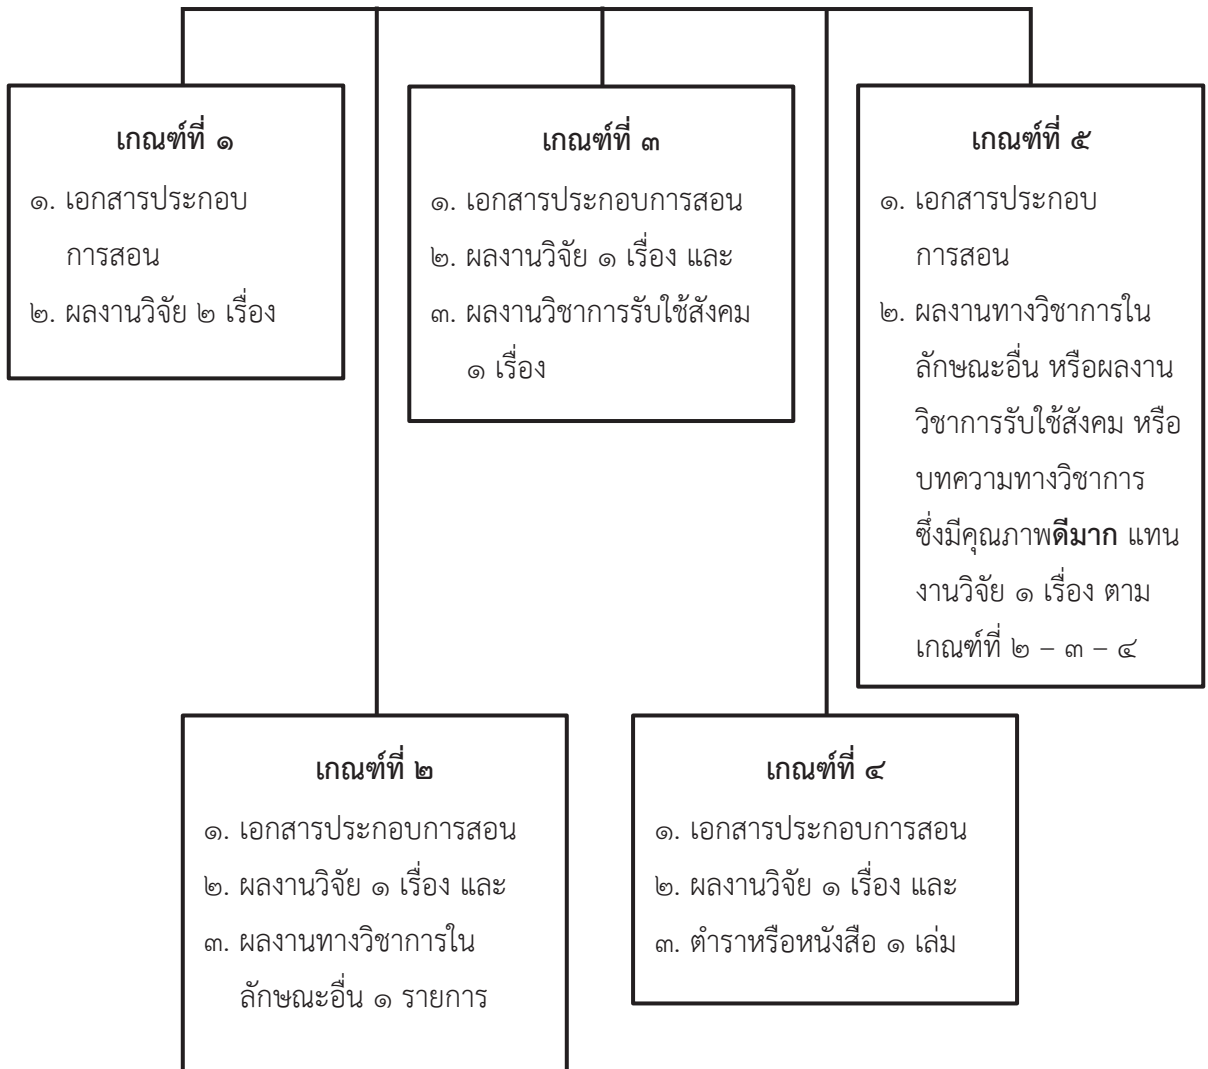 เกณฑ์ที่ ๑
๑. เอกสารประกอบ
การสอน
๒. ผลงานวิจัย ๒ เรื่อง
เกณฑ์ที่ ๓
๑. เอกสารประกอบการสอน
๒. ผลงานวิจัย ๑ เรื่อง และ
๓. ผลงานวิชาการรับใช้สังคม
๑ เรื่อง
เกณฑ์ที่ ๕
๑. เอกสารประกอบ
การสอน
๒. ผลงานทางวิชาการใน
ลักษณะอื่น หรือผลงาน
วิชาการรับใช้สังคม หรือ
บทความทางวิชาการ
ซึ่งมีคุณภาพดีมาก แทน
งานวิจัย ๑ เรื่อง ตาม
เกณฑ์ที่ ๒ – ๓ – ๔
เกณฑ์ที่ ๒
๑. เอกสารประกอบการสอน
๒. ผลงานวิจัย ๑ เรื่อง และ
๓. ผลงานทางวิชาการใน
ลักษณะอื่น ๑ รายการ
เกณฑ์ที่ ๔
๑. เอกสารประกอบการสอน
๒. ผลงานวิจัย ๑ เรื่อง และ
๓. ตำราหรือหนังสือ ๑ เล่ม